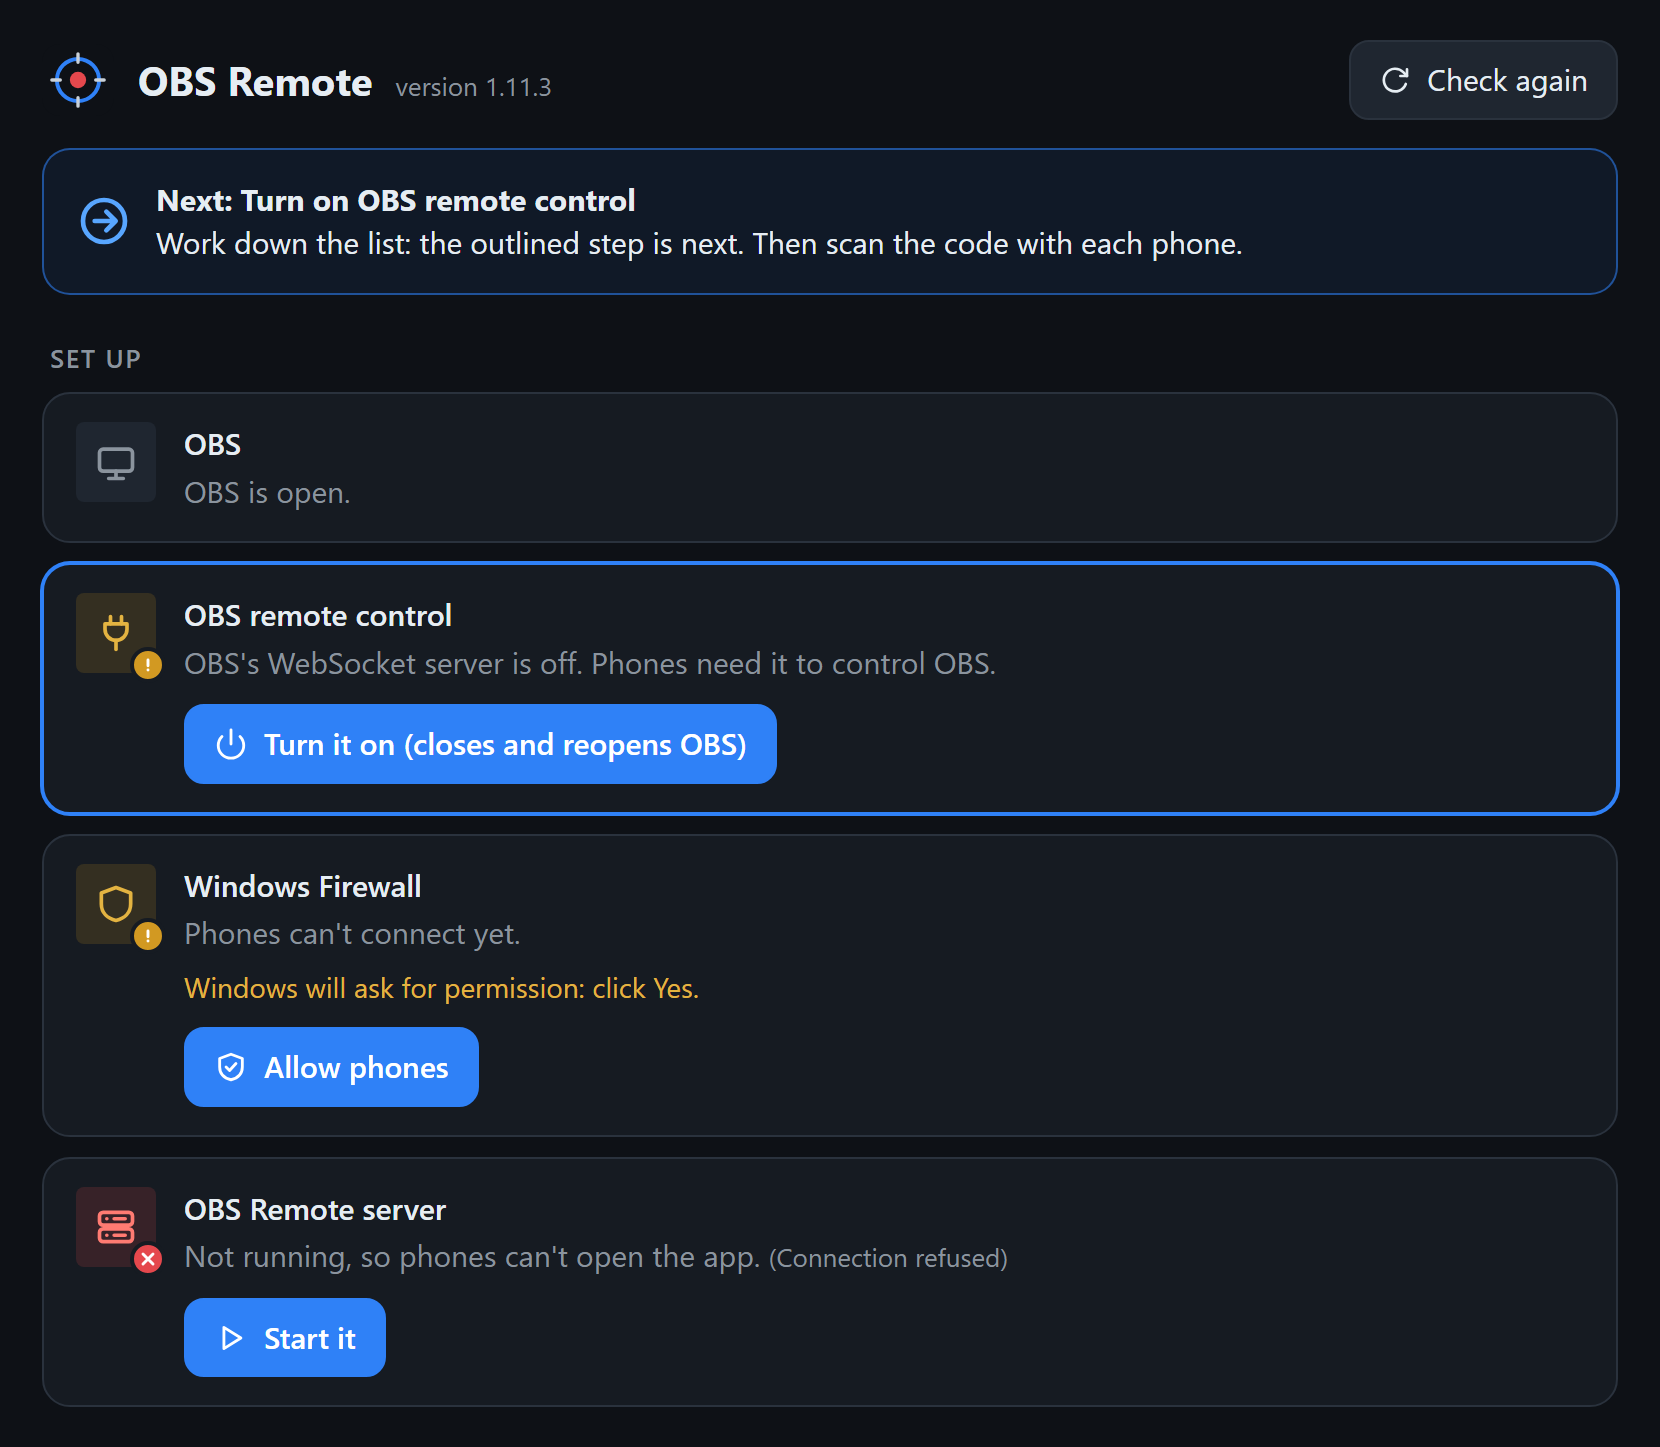 OBS Remote version 1.11.3
Check again
Next: Turn on OBS remote control
Work down the list: the outlined step is next. Then scan the code with each phone.
SET UP
OBS
OBS is open.
OBS remote control
OBS's WebSocket server is off. Phones need it to control OBS.
Turn it on (closes and reopens OBS)
Windows Firewall
Phones can't connect yet.
Windows will ask for permission: click Yes.
Allow phones
OBS Remote server
Not running, so phones can't open the app. (Connection refused)
Start it